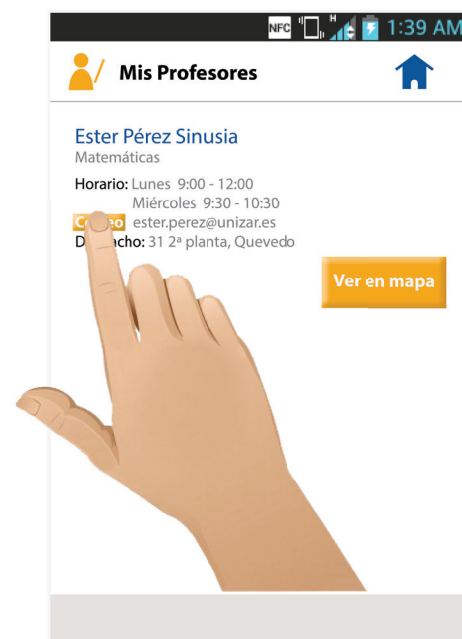 NFC H 1:39 AM
Mis Profesores
Ester Pérez Sinusia
Matemáticas
Horario: Lunes 9:00 - 12:00
Miércoles 9:30 - 10:30
ester.perez@unizar.es
31 2ª planta, Quevedo
Ver en mapa